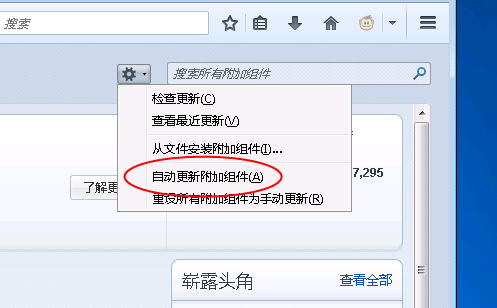 搜索
搜索所有附加组件
检查更新(C)
查看最近更新(V)
从文件安装附加组件(I)...
自动更新附加组件(A)
7,295
了解更
重设所有附加组件为手动更新(R)
崭露头角
查看全部